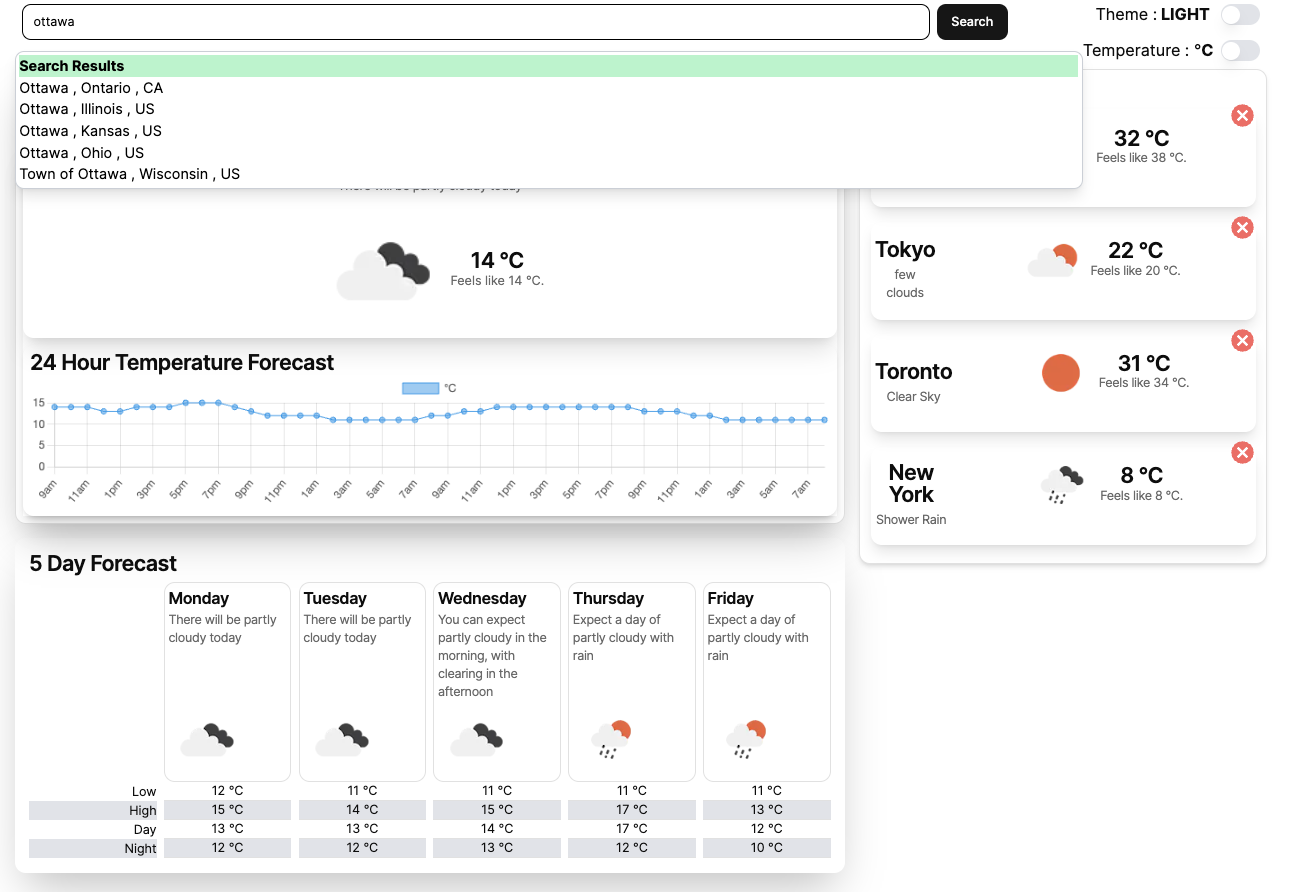 ottawa
Search
Theme : LIGHT
Temperature : °C
Search Results
Ottawa , Ontario , CA
Ottawa , Illinois , US
Ottawa , Kansas , US
Ottawa , Ohio , US
Town of Ottawa , Wisconsin , US
There will be partly cloudy today
14 °C
Feels like 14 °C.
24 Hour Temperature Forecast
°C
15
10
5
0
9am 11am 1pm 3pm 5pm 7pm 9pm 11pm 1am 3am 5am 7am 9am 11am 1pm 3pm 5pm 7pm 9pm 11pm 1am 3am 5am 7am
32 °C
Feels like 38 °C.
Tokyo
few
clouds
22 °C
Feels like 20 °C.
Toronto
Clear Sky
31 °C
Feels like 34 °C.
New
York
Shower Rain
8 °C
Feels like 8 °C.
5 Day Forecast
Monday
There will be partly
cloudy today
Tuesday
There will be partly
cloudy today
Wednesday
You can expect
partly cloudy in the
morning, with
clearing in the
afternoon
Thursday
Expect a day of
partly cloudy with
rain
Friday
Expect a day of
partly cloudy with
rain
Low 12 °C 11 °C 11 °C 11 °C 11 °C
High 15 °C 14 °C 15 °C 17 °C 13 °C
Day 13 °C 13 °C 14 °C 17 °C 12 °C
Night 12 °C 12 °C 13 °C 12 °C 10 °C